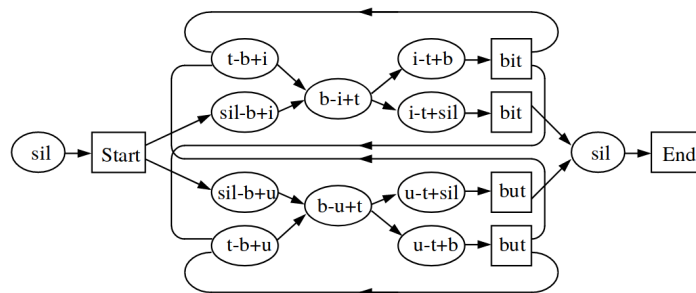 t-b+i
i-t+b
bit
sil-b+i
b-i+t
i-t+sil
bit
sil
Start
sil
End
sil-b+u
b-u+t
u-t+sil
but
t-b+u
u-t+b
but